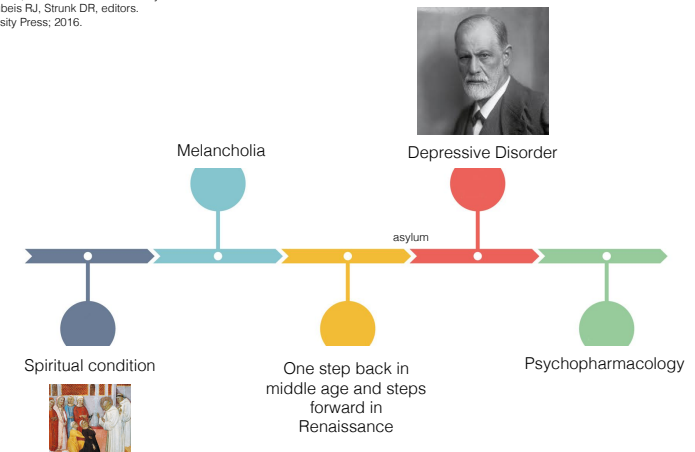 beis RJ, Strunk DR, editors.
sity Press; 2016.
Melancholia
Depressive Disorder
asylum
Spiritual condition
One step back in
middle age and steps
forward in
Renaissance
Psychopharmacology